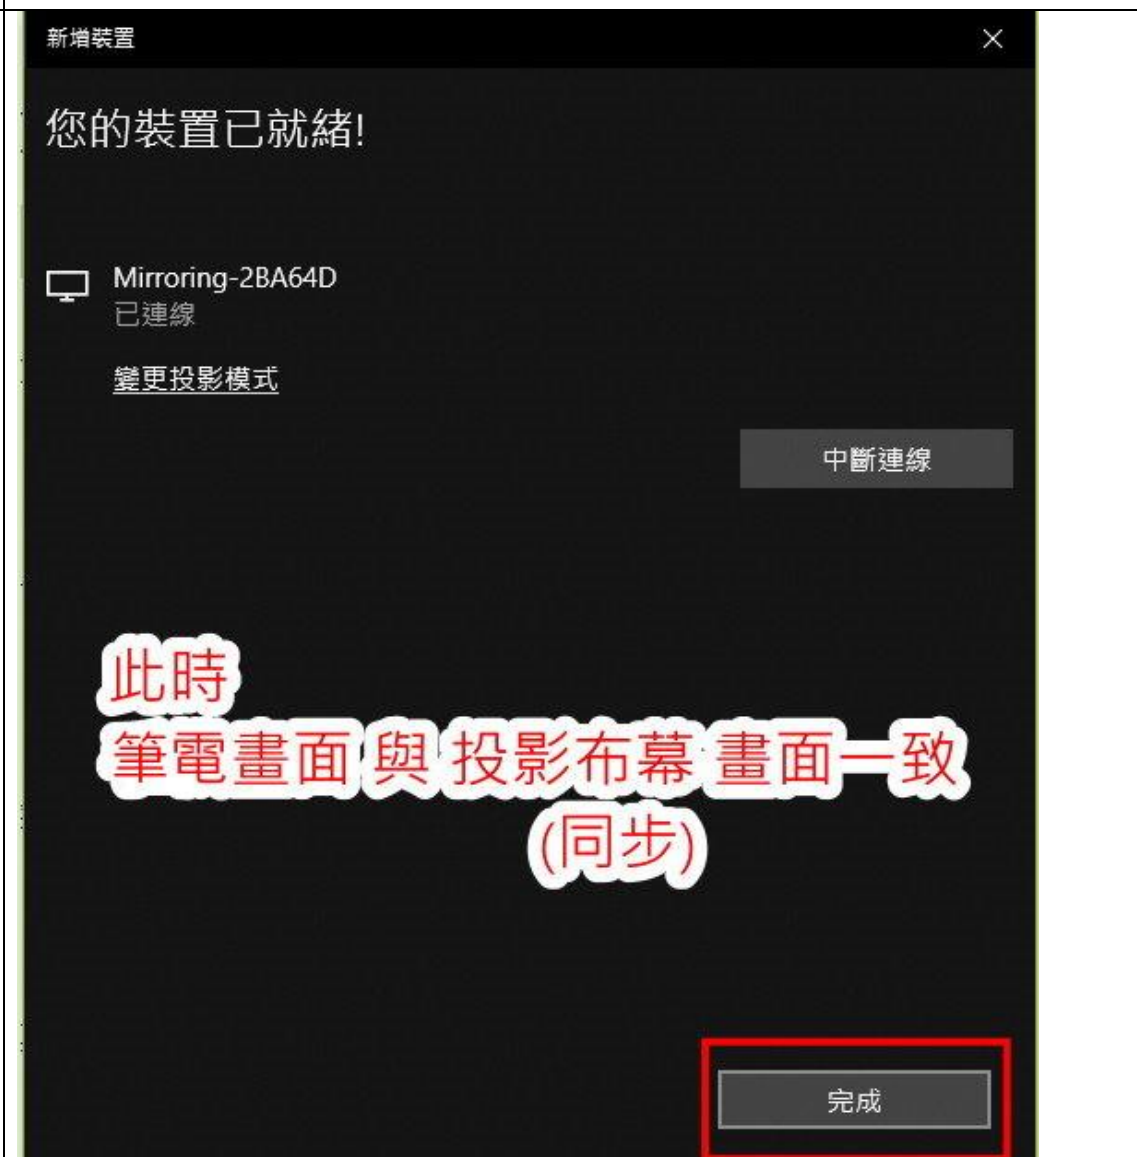 新增裝置
您的裝置已就緒!
Mirroring-2BA64D
已連線
變更投影模式
中斷連線
此時
筆電畫面 與 投影布幕 畫面一致
(同步)
完成